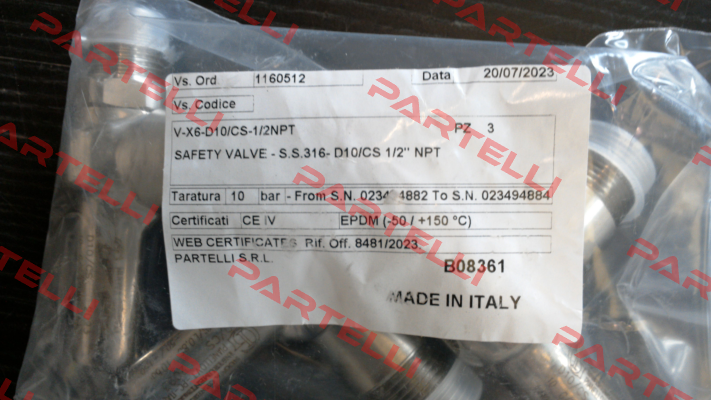 Vs. Ord 1160512 Data 20/07/2023
Vs. Codice
V-X6-D10/CS-1/2NPT PZ 3
SAFETY VALVE - S.S.316- D10/CS 1/2" NPT
Taratura 10 bar - From S.N. 023494882 To S.N. 023494884
Certificati CE IV EPDM (-50 / +150 °C)
WEB CERTIFICATES Rif. Off. 8481/2023.
PARTELLI S.R.L. B08361
MADE IN ITALY
PARTELLI
PARTELLI
PARTELLI
PARTELLI
PARTELLI
PARTELLI